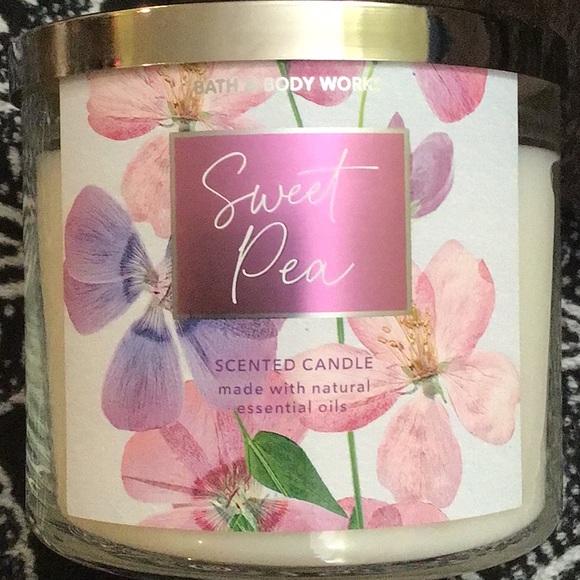 BATH & BODY WORKS
Sweet
Pea
SCENTED CANDLE
made with natural
essential oils